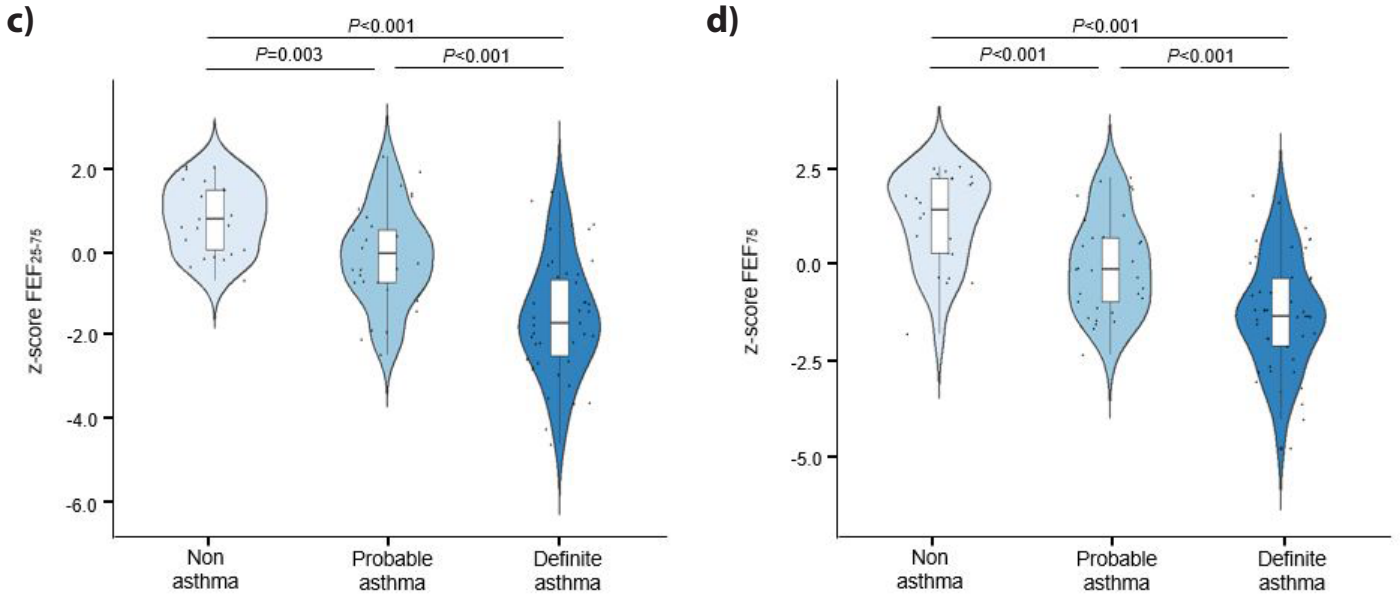 c)
P<0.001
P=0.003
P<0.001
z-score FEF25-75
2.0
0.0
-2.0
-4.0
-6.0
Non
asthma
Probable
asthma
Definite
asthma
d)
P<0.001
P<0.001
P<0.001
z-score FEF75
2.5
0.0
-2.5
-5.0
Non
asthma
Probable
asthma
Definite
asthma